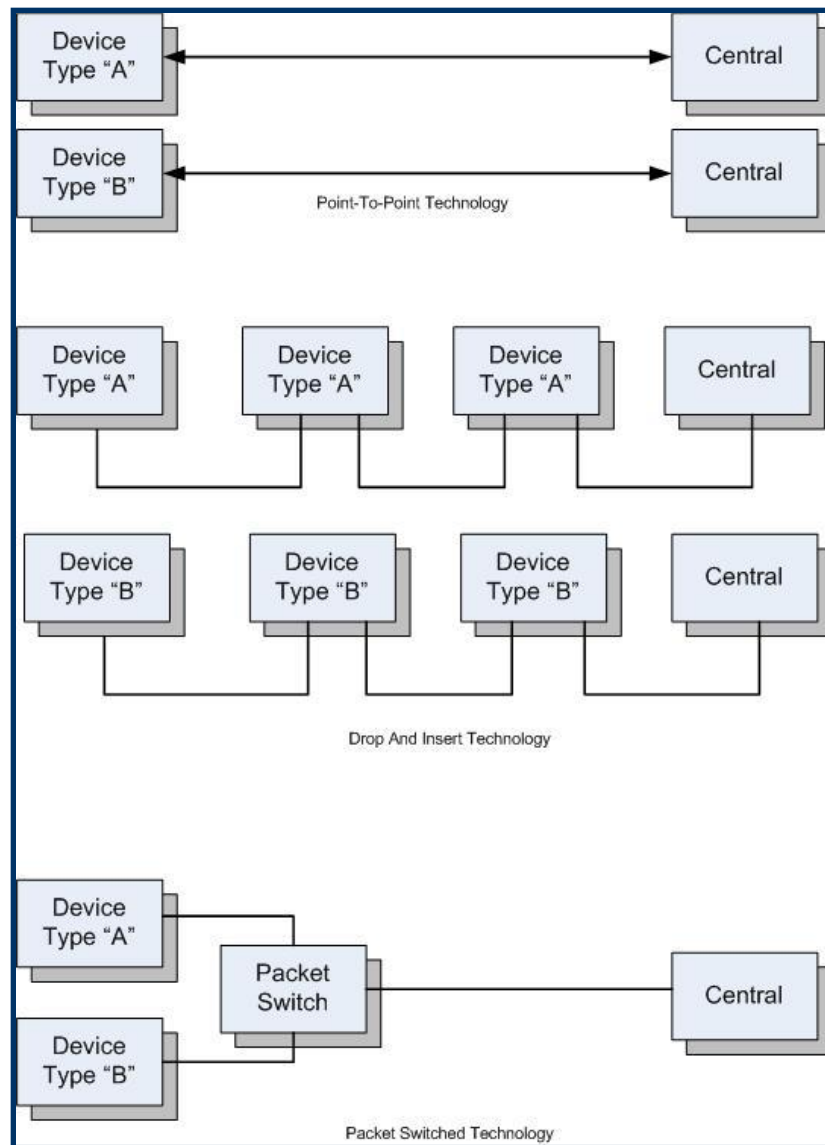 Device
Type “A”
Central
Device
Type “B”
Central
Point-To-Point Technology
Device
Type “A”
Device
Type “A”
Device
Type “A”
Central
Device
Type “B”
Device
Type “B”
Device
Type “B”
Central
Drop And Insert Technology
Device
Type “A”
Packet
Switch
Central
Device
Type “B”
Packet Switched Technology